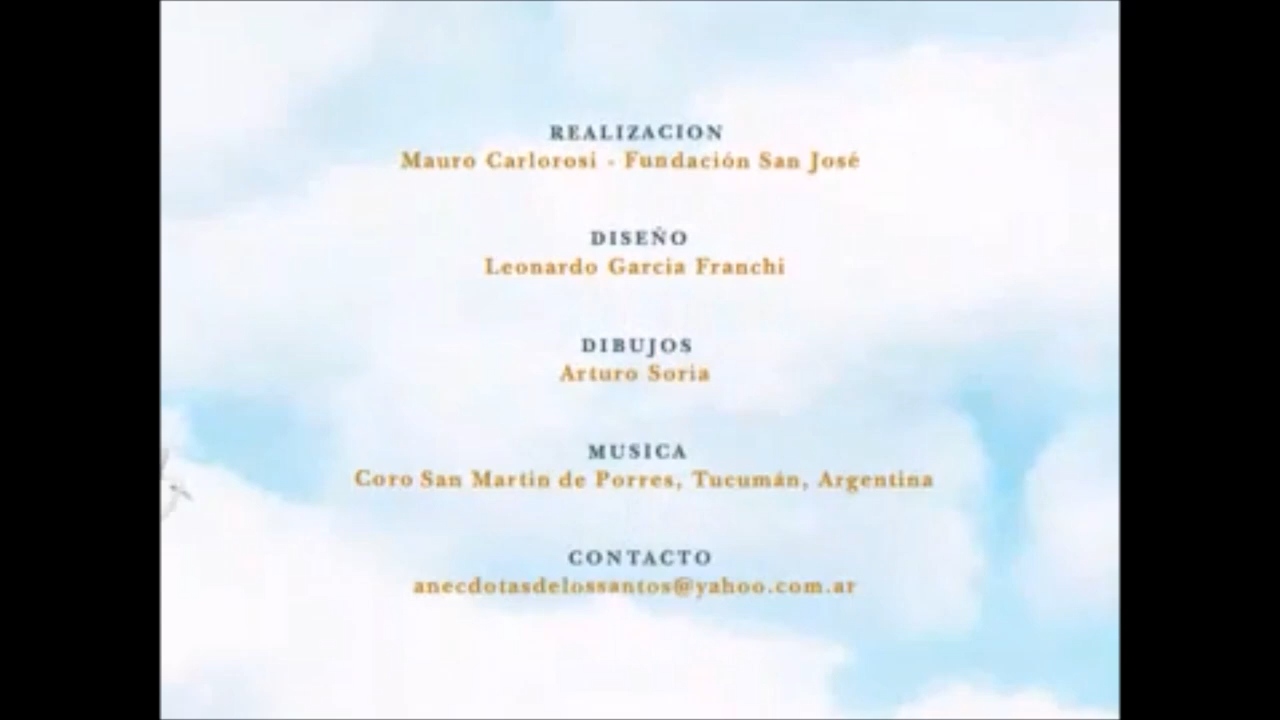 REALIZACION
Mauro Carlorosi - Fundación San José
DISEÑO
Leonardo Garcia Franchi
DIBUJOS
Arturo Soria
MUSICA
Coro San Martin de Porres, Tucumán, Argentina
CONTACTO
anecdotasdelossantos@yahoo.com.ar